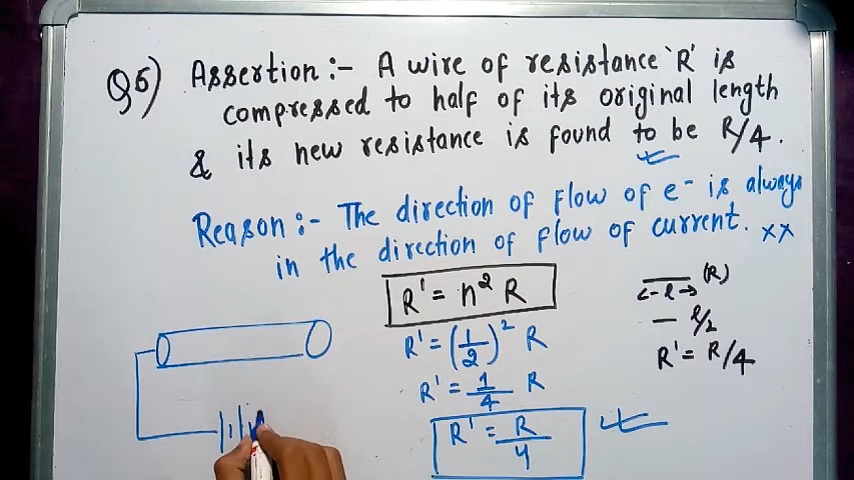 Q5) Assertion :- A wire of resistance 'R' is
compressed to half of its original length
& its new resistance is found to be R/4.
Reason :- The direction of flow of e⁻ is always
in the direction of flow of current. xx
R' = n² R
R' = (1/2)² R
R' = 1/4 R
R' = R/4
(R)
<-l->
l/2
R' = R/4